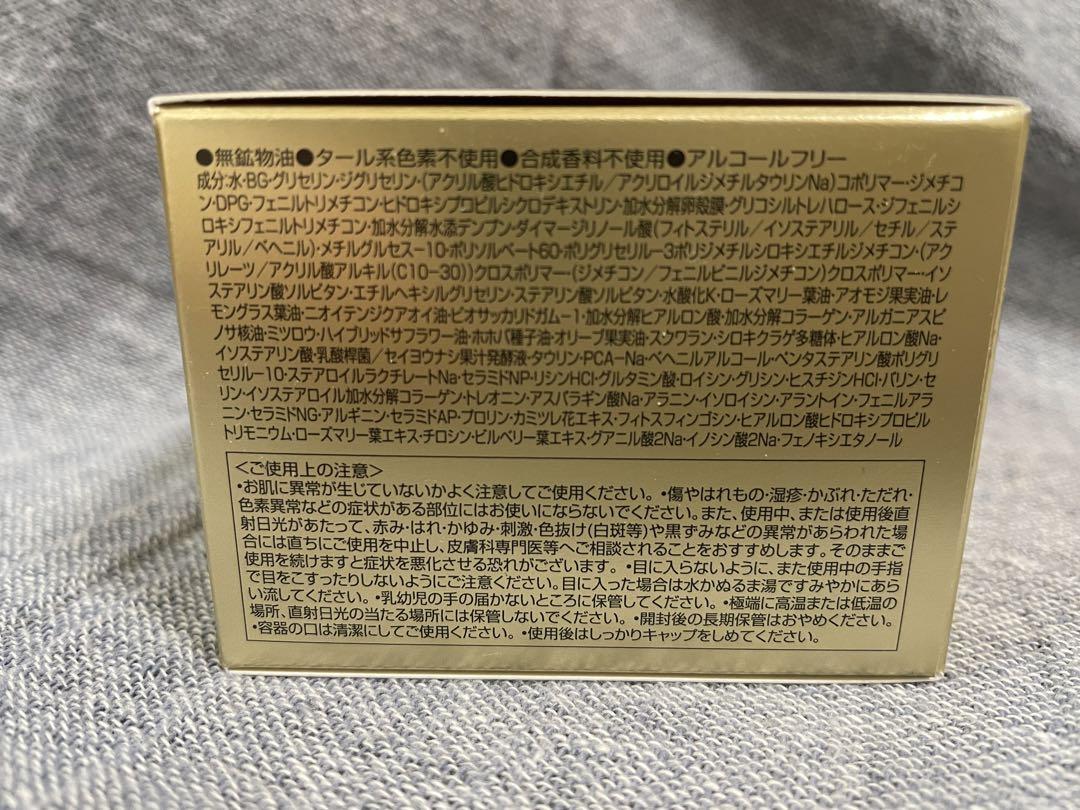 ●無鉱物油●タール系色素不使用●合成香料不使用●アルコールフリー
成分:水・BG・グリセリン・ジグリセリン・(アクリル酸ヒドロキシエチル/アクリロイルジメチルタウリンNa)コポリマー・ジメチコ
ン・DPG・フェニルトリメチコン・ヒドロキシプロピルシクロデキストリン・加水分解卵殻膜・グリコシルトレハロース・ジフェニルシロ
キシフェニルトリメチコン・加水分解水添デンプン・ダイマージリノール酸(フィトステリル/イソステアリル/セチル/ステ
アリル/ベヘニル)・メチルグルセス-10・ポリソルベート60・ポリグリセリル-3ポリジメチルシロキシエチルジメチコン・(アク
リレーツ/アクリル酸アルキル(C10-30))クロスポリマー・(ジメチコン/フェニルビニルジメチコン)クロスポリマー・イソ
ステアリン酸ソルビタン・エチルヘキシルグリセリン・ステアリン酸ソルビタン・水酸化K・ローズマリー葉油・アオモジ果実油・レ
モングラス葉油・ニオイテンジクアオイ油・ビオサッカリドガム-1・加水分解ヒアルロン酸・加水分解コラーゲン・アルガニアスピ
ノサ核油・ミツロウ・ハイブリッドサフラワー油・ホホバ種子油・オリーブ果実油・スクワラン・シロキクラゲ多糖体・ヒアルロン酸Na・
イソステアリン酸・乳酸桿菌/セイヨウナシ果汁発酵液・タウリン・PCA-Na・ベヘニルアルコール・ペンタステアリン酸ポリグリ
セリル-10・ステアロイルラクチレートNa・セラミドNP・リシンHCl・グルタミン酸・ロイシン・グリシン・ヒスチジンHCl・バリン・セ
リン・イソステアロイル加水分解コラーゲン・トレオニン・アスパラギン酸Na・アラニン・イソロイシン・アラントイン・フェニルアラ
ニン・セラミドNG・アルギニン・セラミドAP・プロリン・カミツレ花エキス・フィトスフィンゴシン・ヒアルロン酸ヒドロキシプロピル
トリモニウム・ローズマリー葉エキス・チロシン・ビルベリー葉エキス・グアニル酸2Na・イノシン酸2Na・フェノキシエタノール
<ご使用上の注意>
・お肌に異常が生じていないかよく注意してご使用ください。・傷やはれもの・湿疹・かぶれ・ただれ・
色素異常などの症状がある部位にはお使いにならないでください。また、使用中、または使用後直
射日光があたって、赤み・はれ・かゆみ・刺激・色抜け(白斑等)や黒ずみなどの異常があらわれた場
合には直ちにご使用を中止し、皮膚科専門医等へご相談されることをおすすめします。そのままご
使用を続けますと症状を悪化させる恐れがございます。・目に入らないように、また使用中の手指
で目をこすったりしないようにご注意ください。目に入った場合は水かぬるま湯ですみやかにあら
い流してください。・乳幼児の手の届かないところに保管してください。・極端に高温または低温の
場所、直射日光の当たる場所には保管しないでください。・開封後の長期保管はおやめください。
・容器の口は清潔にしてご使用ください。・使用後はしっかりキャップをしめてください。